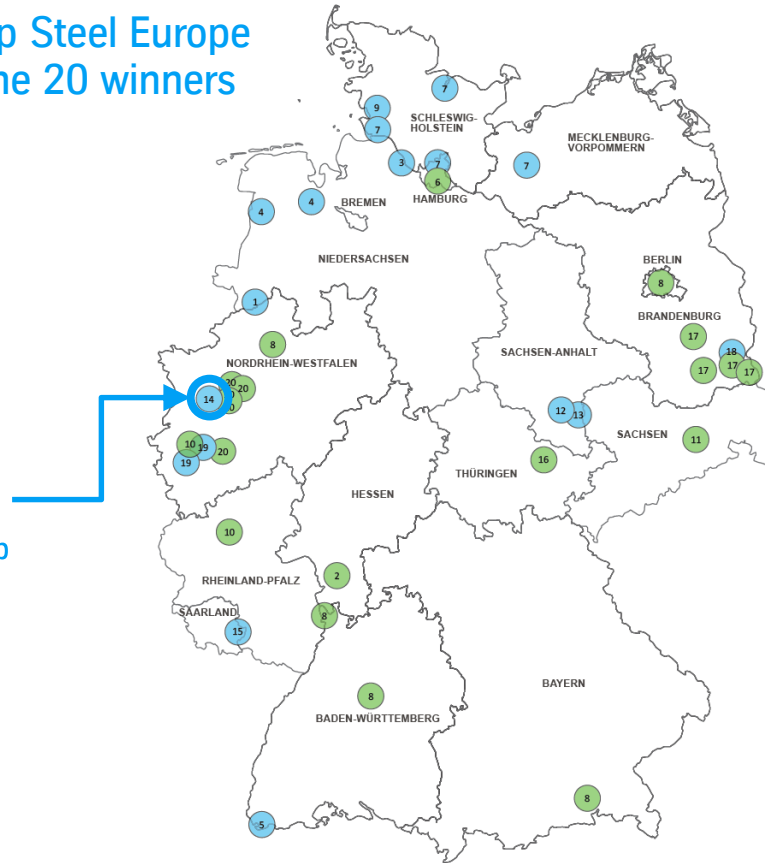 p Steel Europe
ne 20 winners
7
9
SCHLESWIG-
HOLSTEIN
7
MECKLENBURG-
VORPOMMERN
3
7
7
6
HAMBURG
4
BREMEN
4
NIEDERSACHSEN
BERLIN
8
1
BRANDENBURG
17
8
NORDRHEIN-WESTFALEN
SACHSEN-ANHALT
18
17
17
17
20
20
14
12
13
SACHSEN
11
10
19
20
19
THÜRINGEN
16
HESSEN
10
2
RHEINLAND-PFALZ
SAARLAND
8
15
BAYERN
8
BADEN-WÜRTTEMBERG
8
5